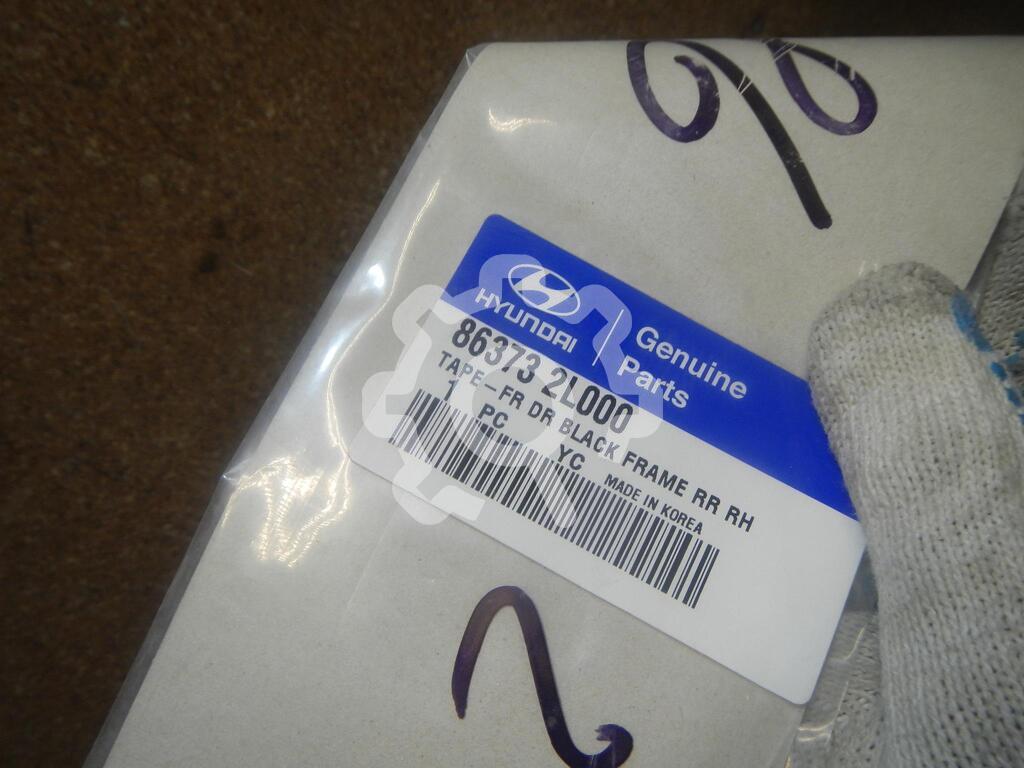 HYUNDAI
Genuine
Parts
86373 2L000
TAPE-FR DR BLACK FRAME RR RH
1 PC YC
MADE IN KOREA